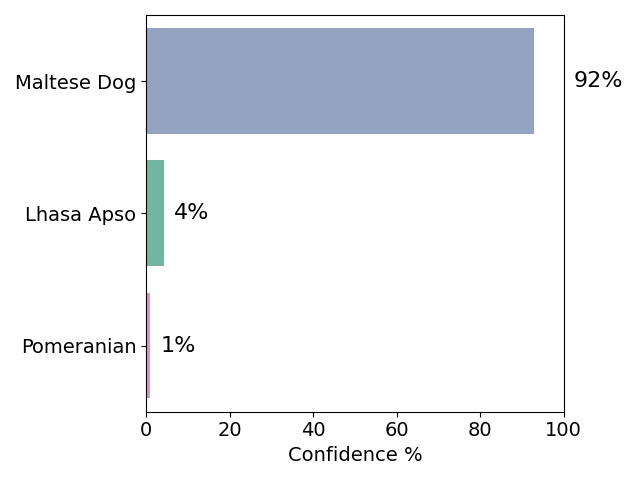 Maltese Dog 92%
Lhasa Apso 4%
Pomeranian 1%
0 20 40 60 80 100
Confidence %